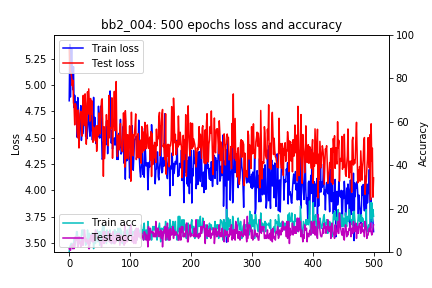 bb2_004: 500 epochs loss and accuracy
Train loss
Test loss
Train acc
Test acc
Loss
5.25
5.00
4.75
4.50
4.25
4.00
3.75
3.50
100
80
60
40
20
0
Accuracy
0
100
200
300
400
500